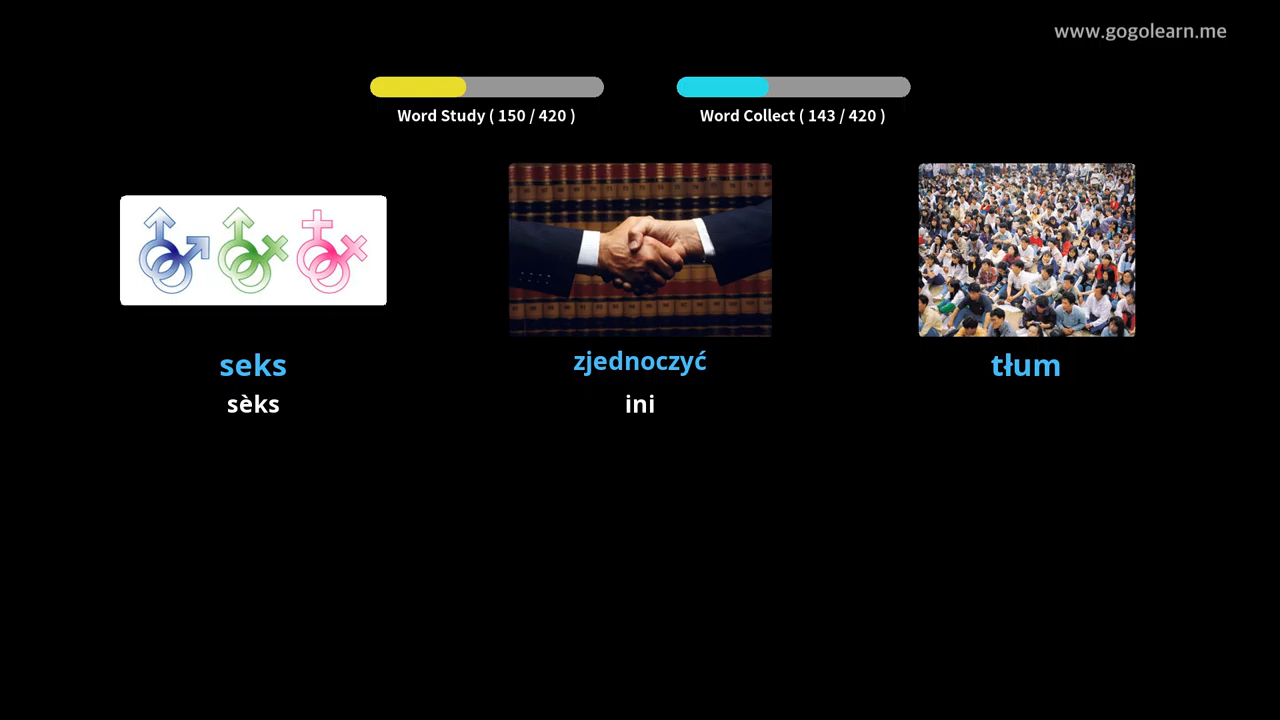 www.gogolearn.me
Word Study ( 150 / 420 )
Word Collect ( 143 / 420 )
seks
zjednoczyć
tłum
sèks
ini